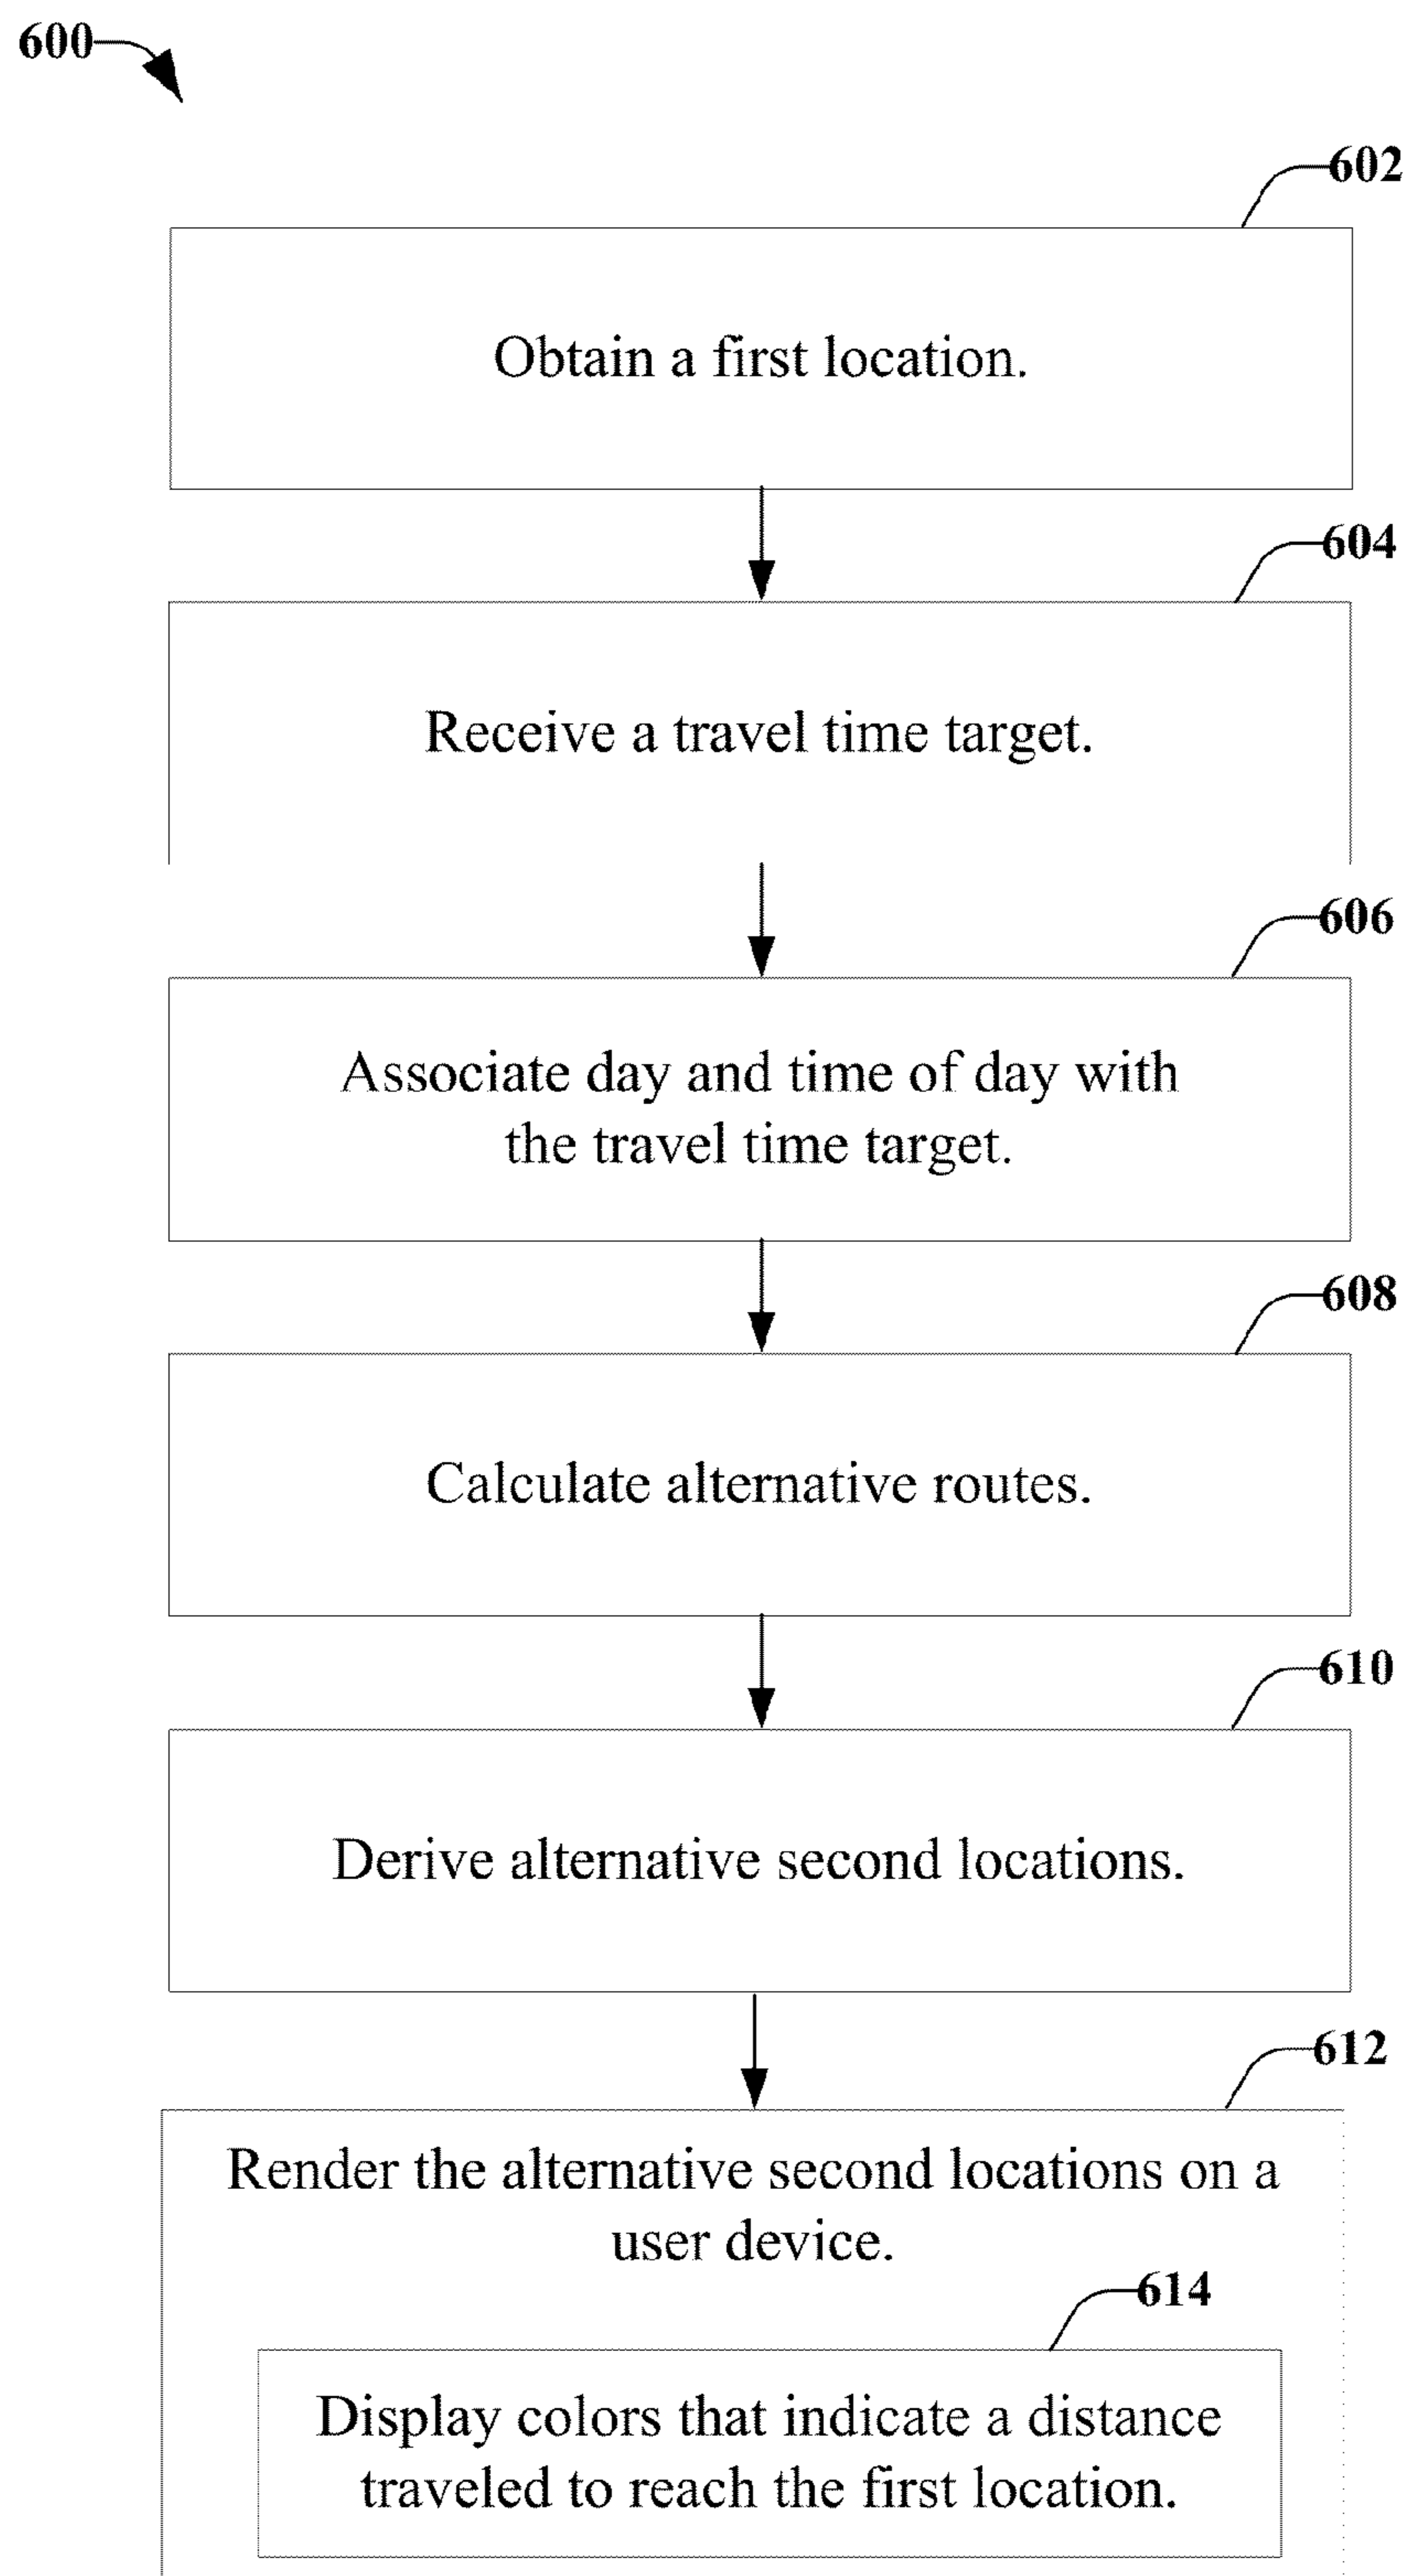 600
602
Obtain a first location.
604
Receive a travel time target.
606
Associate day and time of day with
the travel time target.
608
Calculate alternative routes.
610
Derive alternative second locations.
612
Render the alternative second locations on a
user device.
614
Display colors that indicate a distance
traveled to reach the first location.